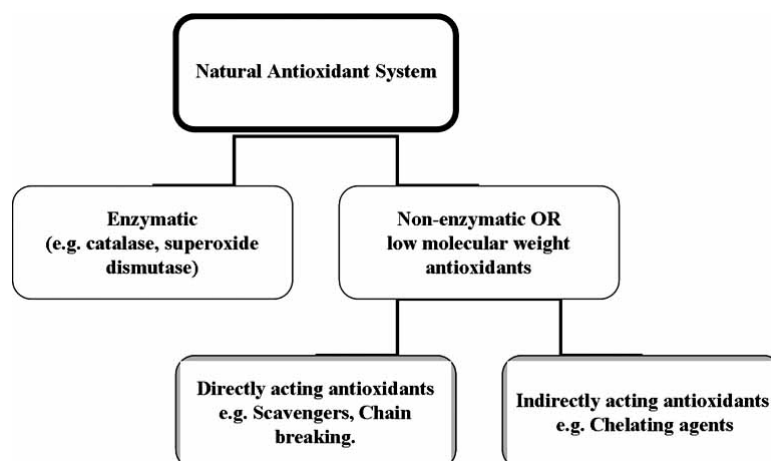 Natural Antioxidant System
Enzymatic
(e.g. catalase, superoxide
dismutase)
Non-enzymatic OR
low molecular weight
antioxidants
Directly acting antioxidants
e.g. Scavengers, Chain
breaking.
Indirectly acting antioxidants
e.g. Chelating agents